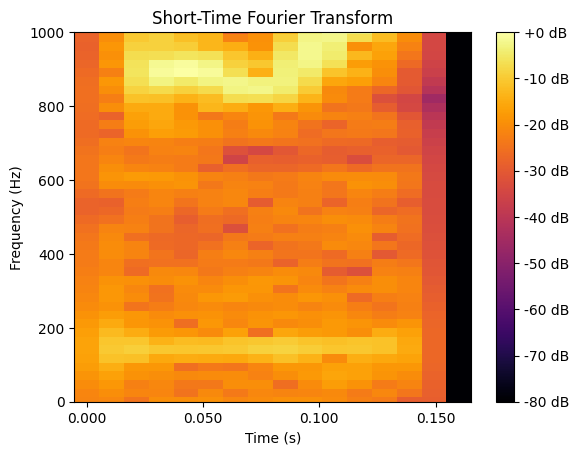 Short-Time Fourier Transform
1000
800
600
400
200
0
Frequency (Hz)
0.000
0.050
0.100
0.150
Time (s)
+0 dB
-10 dB
-20 dB
-30 dB
-40 dB
-50 dB
-60 dB
-70 dB
-80 dB